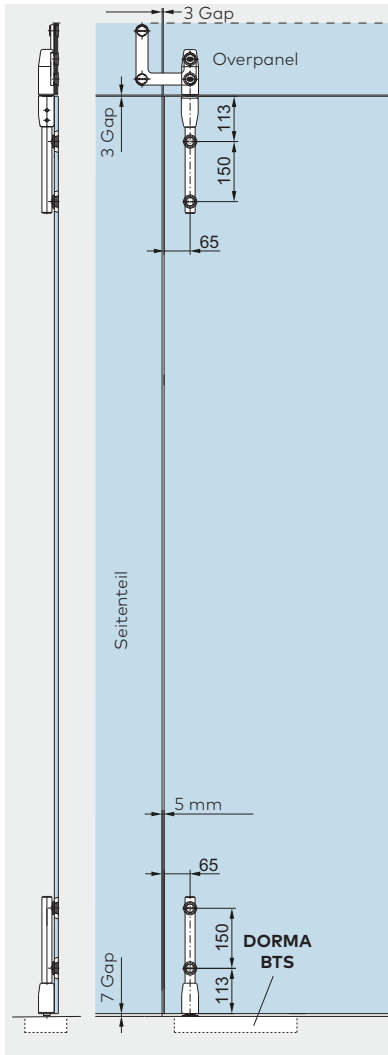 3 Gap
Overpanel
3 Gap
113
150
65
Seitenteil
5 mm
65
150
113
7 Gap
DORMA
BTS